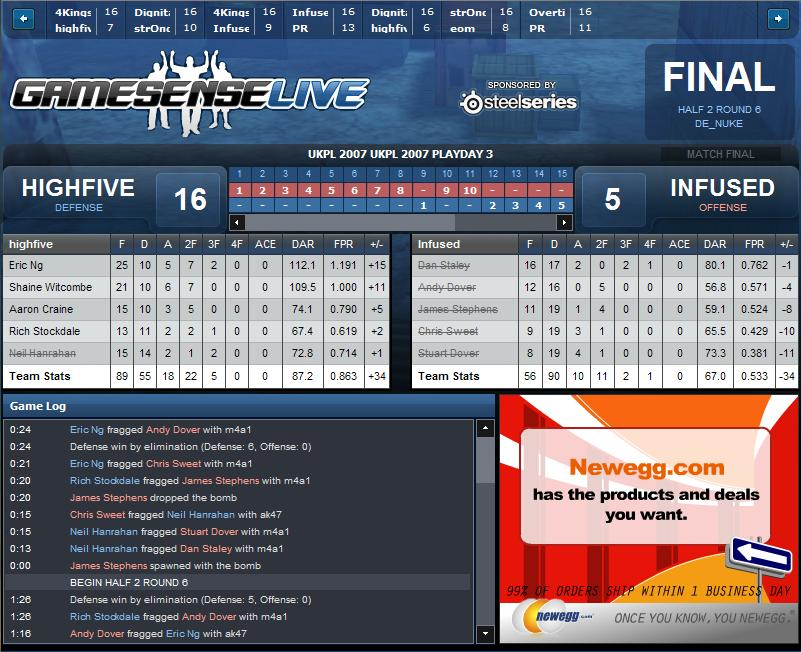 4Kings 16 Dignit: 16 4Kings 16 Infuse 16 Dignit: 16 strOnc 16 Overti 16
highfiv 7 strOnc 10 Infuse 9 PR 13 highfiv 6 eom 8 PR 11
GAMESENSELIVE
SPONSORED BY
steelseries
FINAL
HALF 2 ROUND 6
DE_NUKE
UKPL 2007 UKPL 2007 PLAYDAY 3
MATCH FINAL
HIGHFIVE
DEFENSE
16
1 2 3 4 5 6 7 8 9 10 11 12 13 14 15
1 2 3 4 5 6 7 8 - 9 10 - - - -
- - - - - - - - 1 - - 2 3 4 5
5
INFUSED
OFFENSE
highfive F D A 2F 3F 4F ACE DAR FPR +/-
Eric Ng 25 10 5 7 2 0 0 112.1 1.191 +15
Shaine Witcombe 21 10 6 7 0 0 0 109.5 1.000 +11
Aaron Craine 15 10 3 5 0 0 0 74.1 0.790 +5
Rich Stockdale 13 11 2 2 1 0 0 67.4 0.619 +2
Neil Hanrahan 15 14 2 1 2 0 0 72.8 0.714 +1
Team Stats 89 55 18 22 5 0 0 87.2 0.863 +34
Infused F D A 2F 3F 4F ACE DAR FPR +/-
Dan Staley 16 17 2 0 2 1 0 80.1 0.762 -1
Andy Dover 12 16 0 5 0 0 0 56.8 0.571 -4
James Stephens 11 19 1 4 0 0 0 59.1 0.524 -8
Chris Sweet 9 19 3 1 0 0 0 65.5 0.429 -10
Stuart Dover 8 19 4 1 0 0 0 73.3 0.381 -11
Team Stats 56 90 10 11 2 1 0 67.0 0.533 -34
Game Log
0:24 Eric Ng fragged Andy Dover with m4a1
0:24 Defense win by elimination (Defense: 6, Offense: 0)
0:21 Eric Ng fragged Chris Sweet with m4a1
0:20 Rich Stockdale fragged James Stephens with m4a1
0:20 James Stephens dropped the bomb
0:15 Chris Sweet fragged Neil Hanrahan with ak47
0:15 Neil Hanrahan fragged Stuart Dover with m4a1
0:13 Neil Hanrahan fragged Dan Staley with m4a1
0:00 James Stephens spawned with the bomb
BEGIN HALF 2 ROUND 6
1:26 Defense win by elimination (Defense: 5, Offense: 0)
1:26 Rich Stockdale fragged Andy Dover with m4a1
1:16 Andy Dover fragged Eric Ng with ak47
Newegg.com
has the products and deals
you want.
99% OF ORDERS SHIP WITHIN 1 BUSINESS DAY
newegg.com
ONCE YOU KNOW, YOU NEWEGG.®